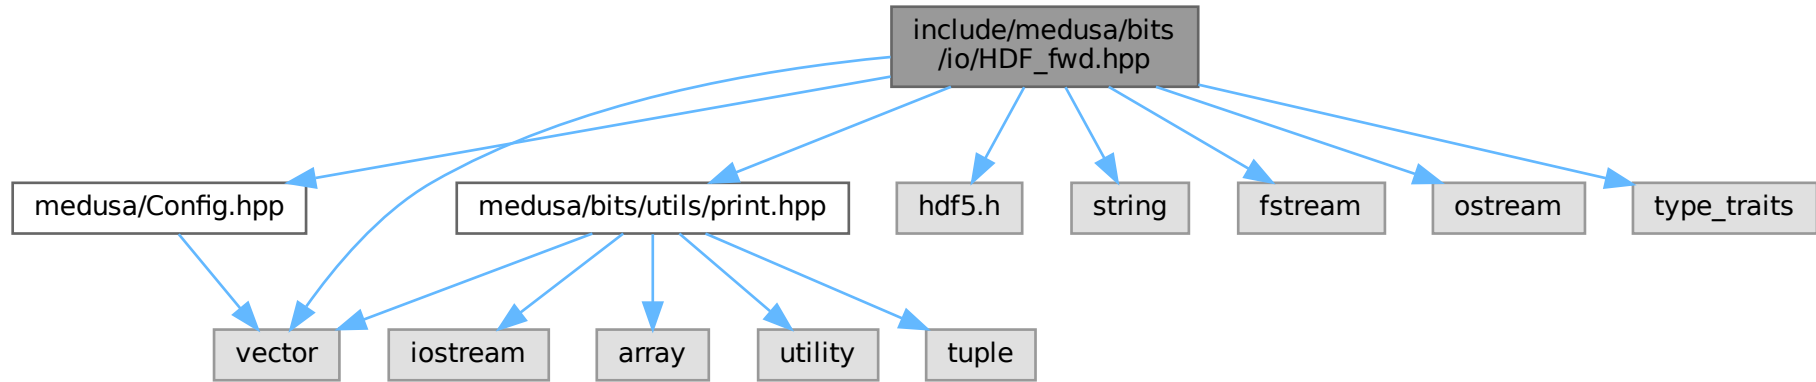 include/medusa/bits
/io/HDF_fwd.hpp
medusa/Config.hpp
medusa/bits/utils/print.hpp
hdf5.h
string
fstream
ostream
type_traits
vector
iostream
array
utility
tuple